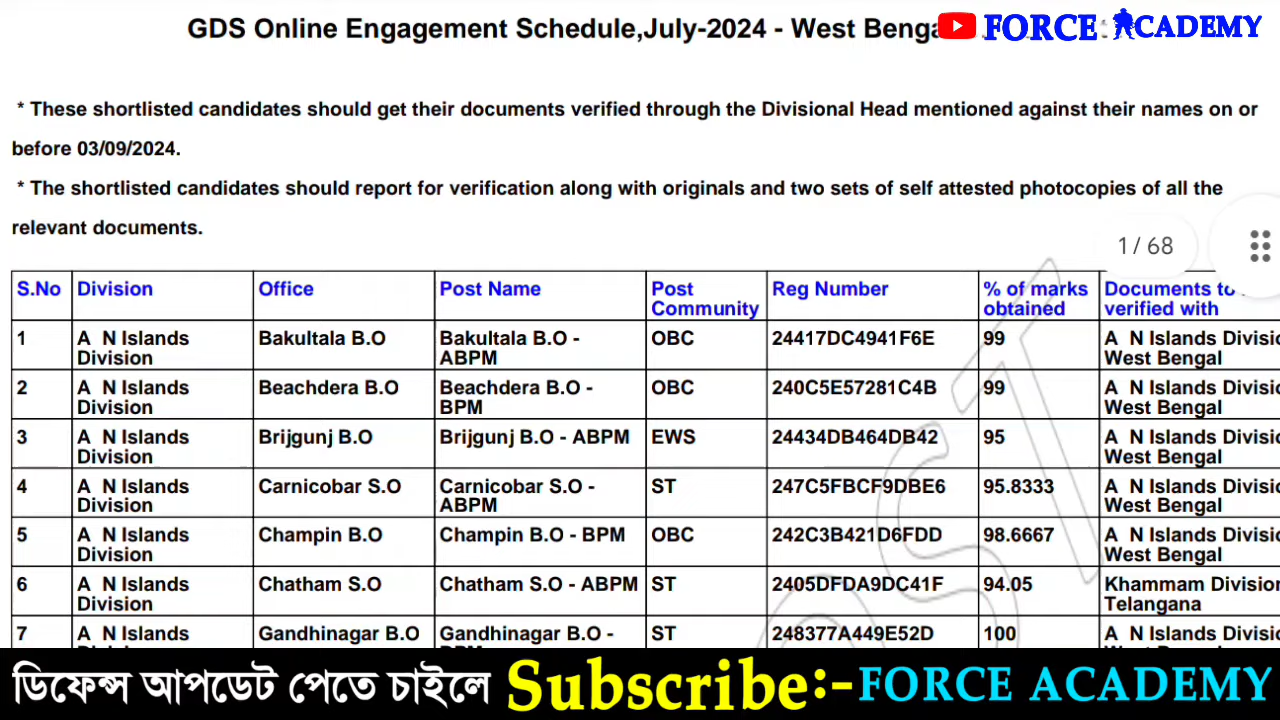 GDS Online Engagement Schedule,July-2024 - West Benga
FORCE ACADEMY
* These shortlisted candidates should get their documents verified through the Divisional Head mentioned against their names on or
before 03/09/2024.
* The shortlisted candidates should report for verification along with originals and two sets of self attested photocopies of all the
relevant documents.
1 / 68
S.No Division Office Post Name Post Community Reg Number % of marks obtained Documents to verified with
1 A N Islands Division Bakultala B.O Bakultala B.O - ABPM OBC 24417DC4941F6E 99 A N Islands Divisio West Bengal
2 A N Islands Division Beachdera B.O Beachdera B.O - BPM OBC 240C5E57281C4B 99 A N Islands Divisio West Bengal
3 A N Islands Division Brijgunj B.O Brijgunj B.O - ABPM EWS 24434DB464DB42 95 A N Islands Divisio West Bengal
4 A N Islands Division Carnicobar S.O Carnicobar S.O - ABPM ST 247C5FBCF9DBE6 95.8333 A N Islands Divisio West Bengal
5 A N Islands Division Champin B.O Champin B.O - BPM OBC 242C3B421D6FDD 98.6667 A N Islands Divisio West Bengal
6 A N Islands Division Chatham S.O Chatham S.O - ABPM ST 2405DFDA9DC41F 94.05 Khammam Division Telangana
7 A N Islands Gandhinagar B.O Gandhinagar B.O - ST 248377A449E52D 100 A N Islands Divisio
ডিফেন্স আপডেট পেতে চাইলে Subscribe:-FORCE ACADEMY